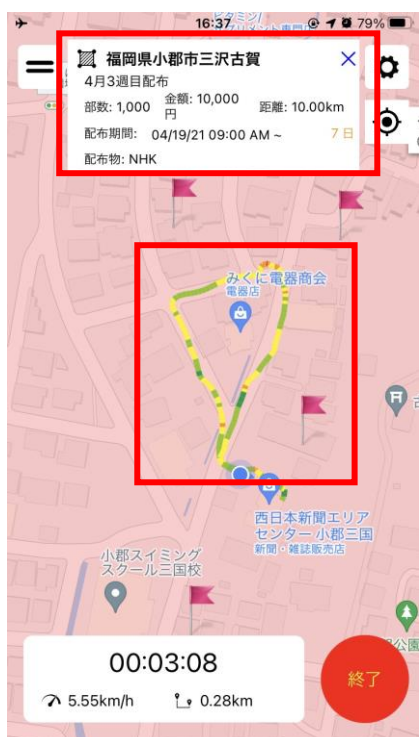 16:37
79%
福岡県小郡市三沢古賀
4月3週目配布
部数: 1,000 金額: 10,000円 距離: 10.00km
配布期間: 04/19/21 09:00 AM ~ 7 日
配布物: NHK
みくに電器商会
電器店
西日本新聞エリア
センター小郡三国
新聞・雑誌販売店
小郡スイミング
スクール三国校
00:03:08
5.55km/h 0.28km
終了
公園